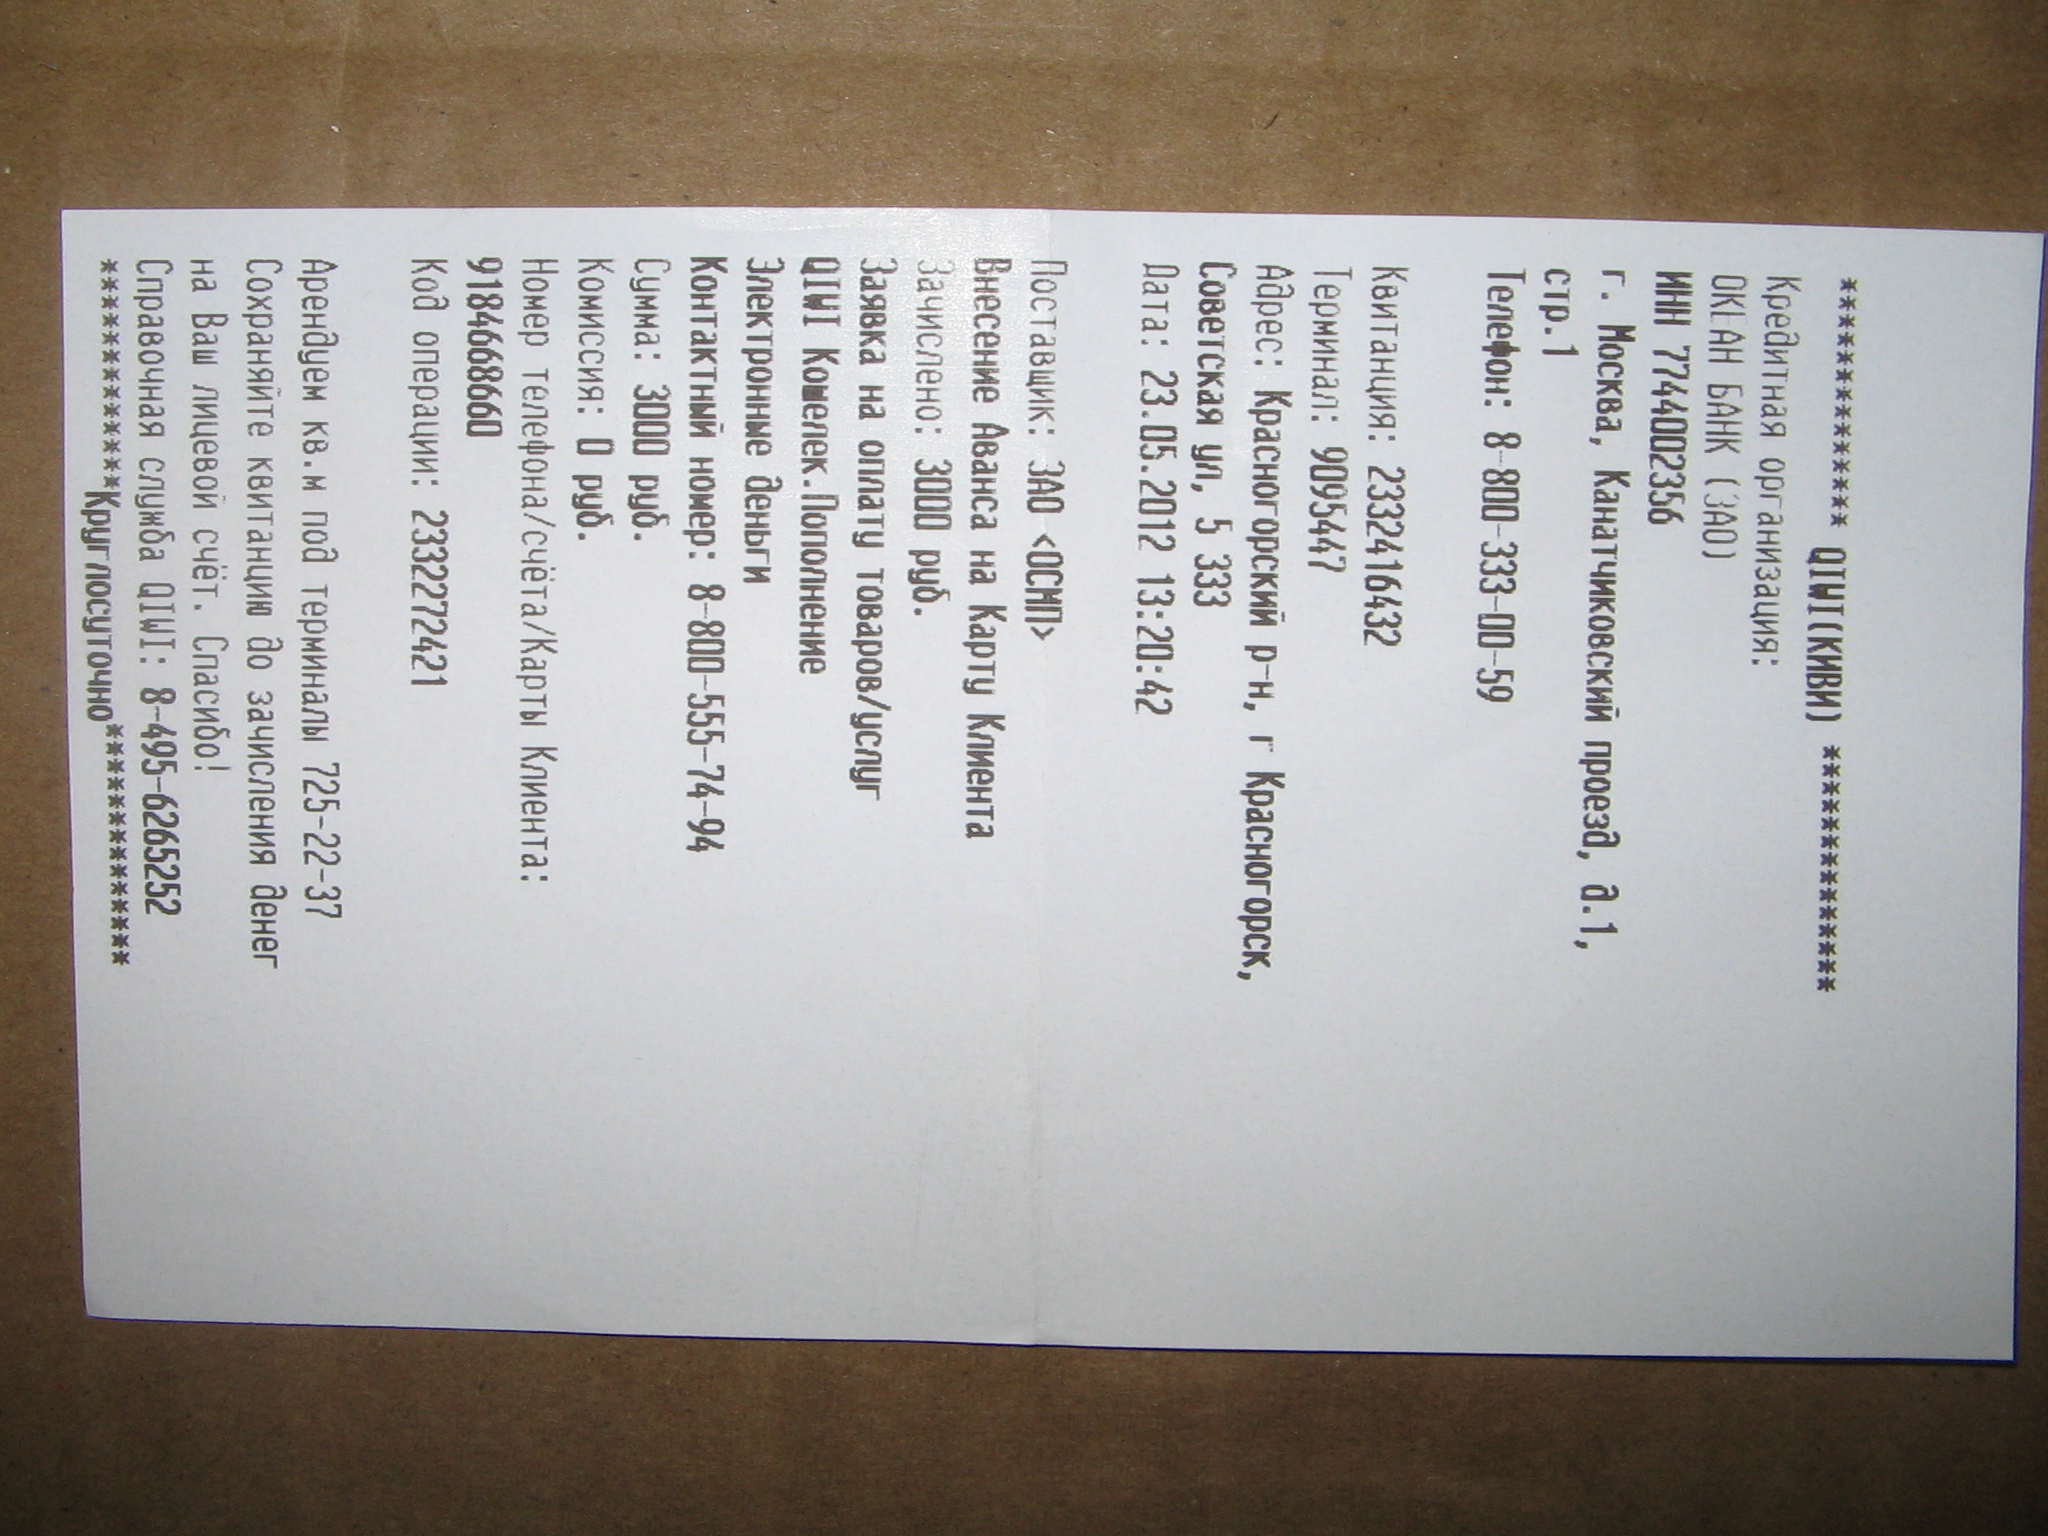 *************** QIWI(КИВИ) ***************
Кредитная организация:
ОКЕАН БАНК (ЗАО)
ИНН 7744002356
г. Москва, Канатчиковский проезд, д.1,
стр.1
Телефон: 8-800-333-00-59
Квитанция: 2332416432
Терминал: 9095447
Адрес: Красногорский р-н, г Красногорск,
Советская ул, 5 333
Дата: 23.05.2012 13:20:42
Поставщик: ЗАО <ОСМП>
Внесение Аванса на Карту Клиента
Зачислено: 3000 руб.
Заявка на оплату товаров/услуг
QIWI Кошелек.Пополнение
Электронные деньги
Контактный номер: 8-800-555-74-94
Сумма: 3000 руб.
Комиссия: 0 руб.
Номер телефона/счёта/Карты Клиента:
9184668660
Код операции: 2332272421
Арендуем кв.м под терминалы 725-22-37
Сохраняйте квитанцию до зачисления денег
на Ваш лицевой счёт. Спасибо!
Справочная служба QIWI: 8-495-6265252
**************Круглосуточно***************